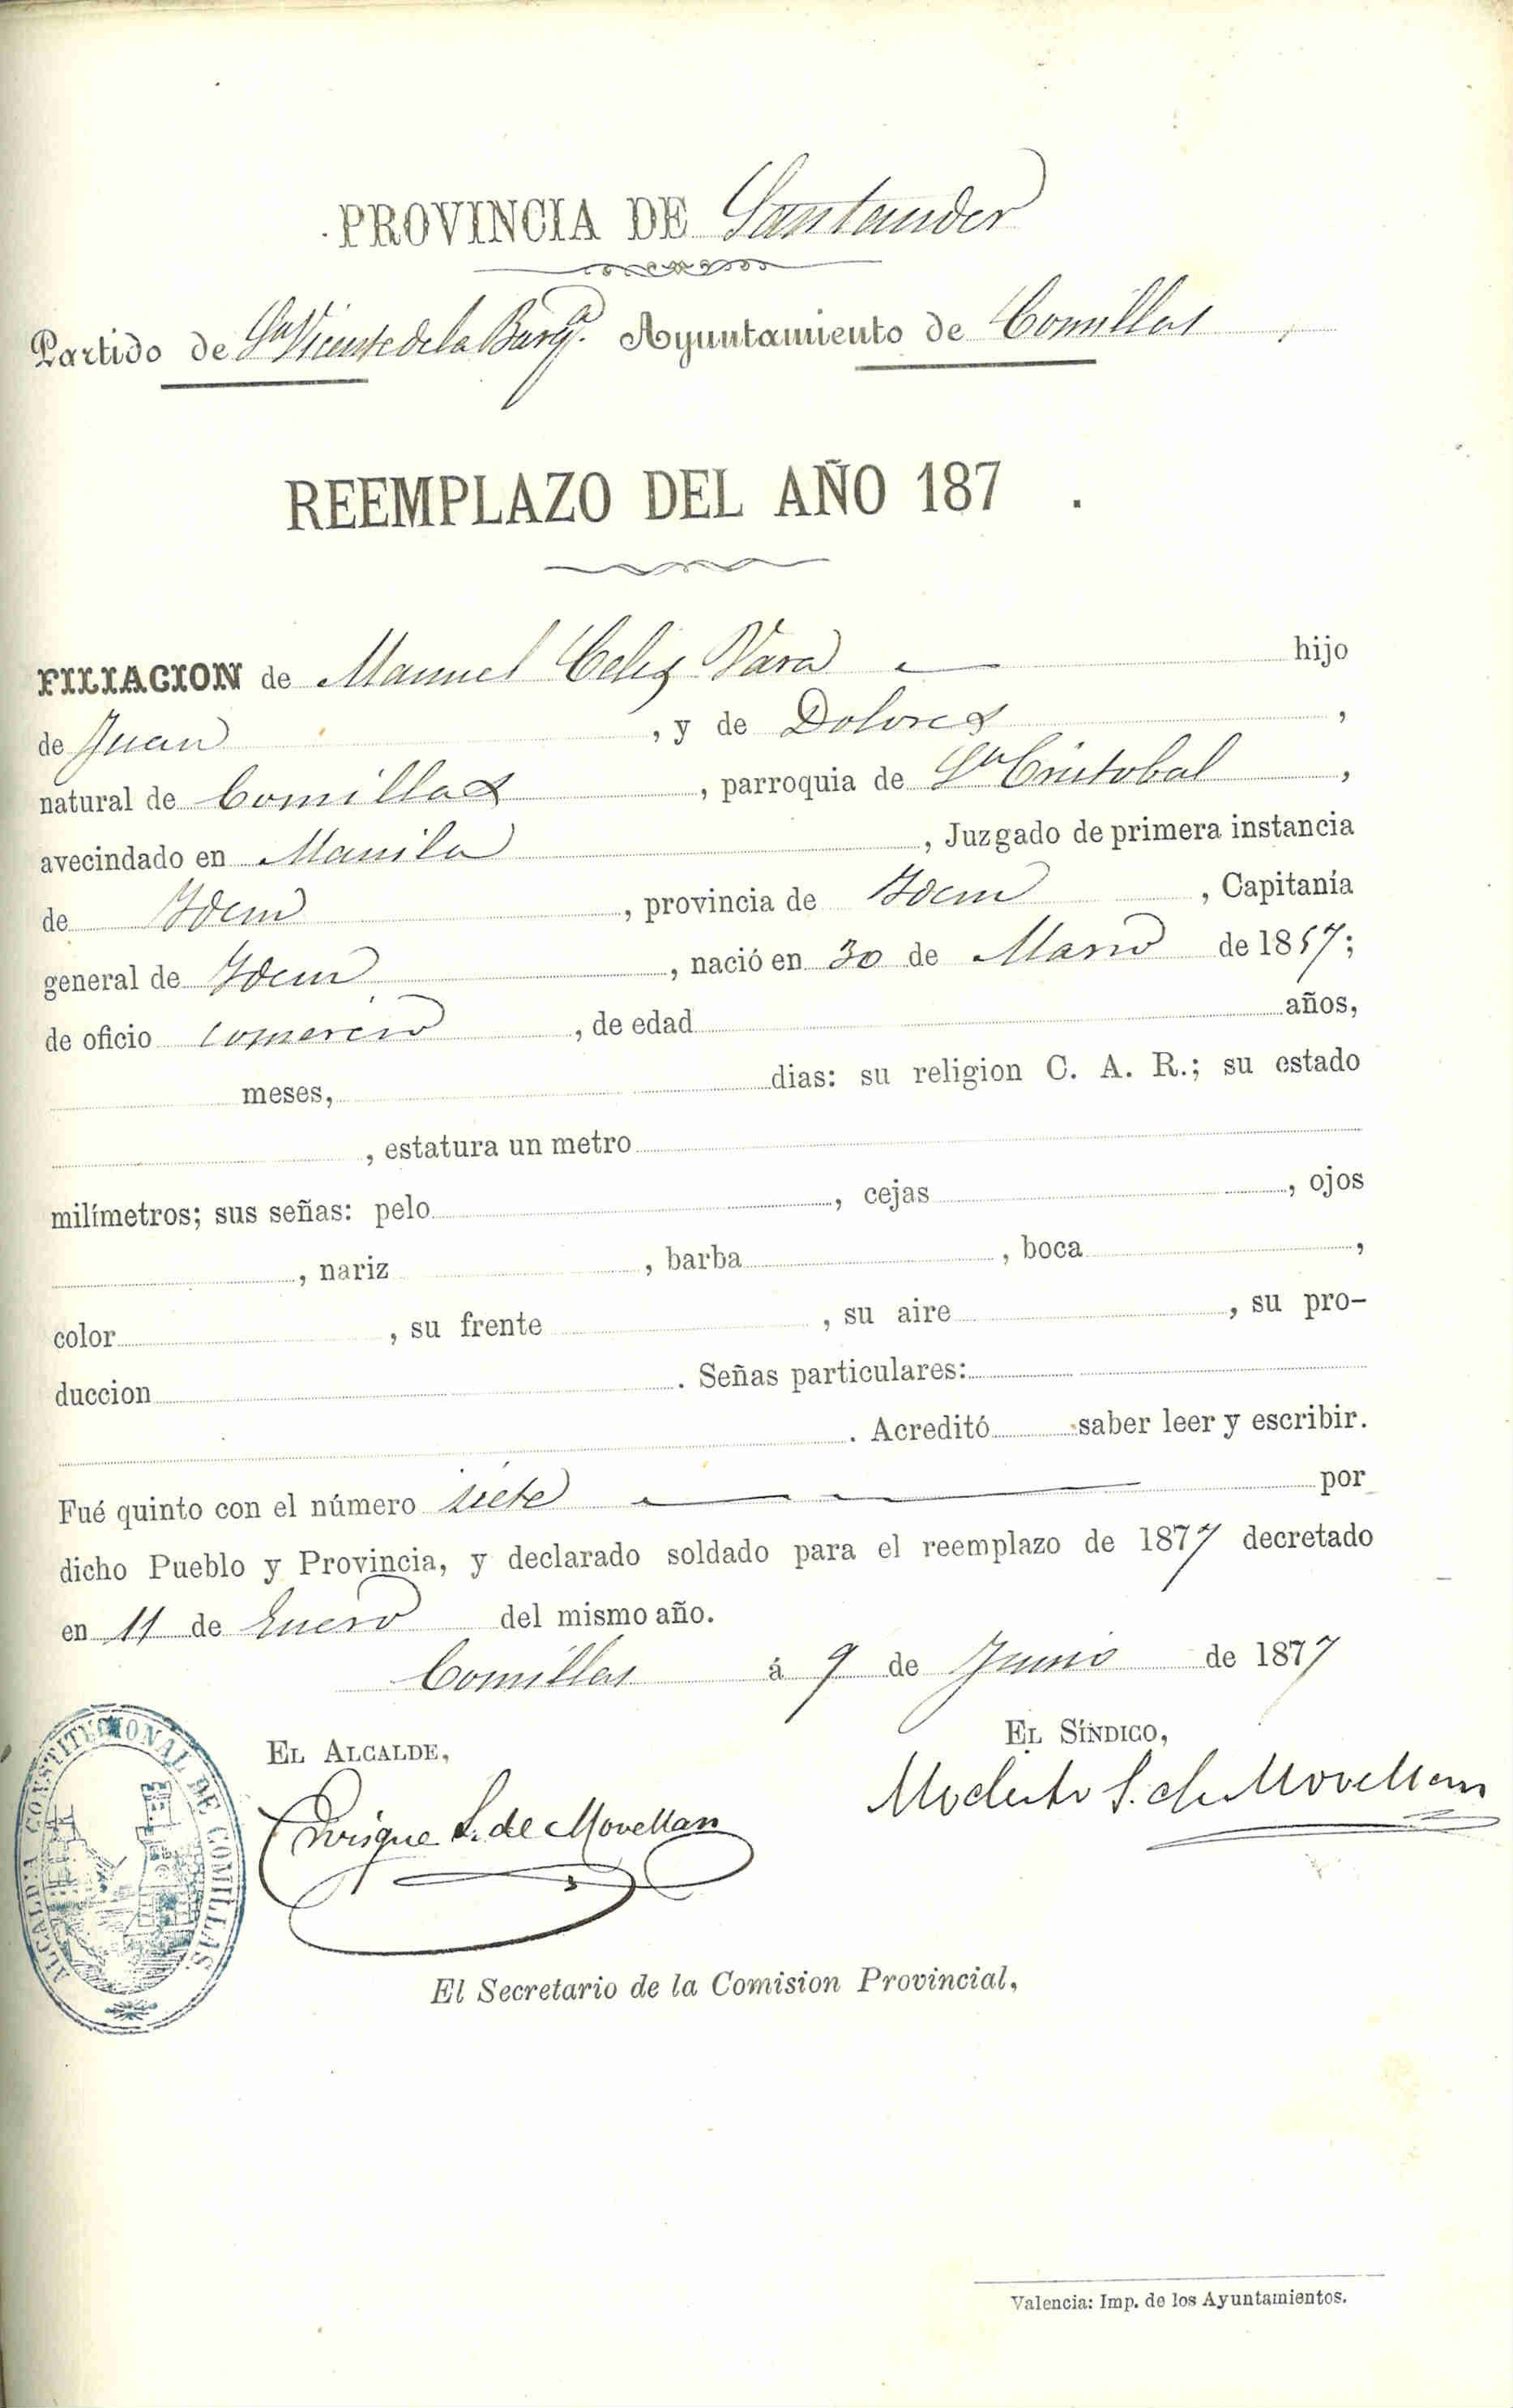 PROVINCIA DE Santander
Partido de Sn Vicente de la Barqa. Ayuntamiento de Comillas,
REEMPLAZO DEL AÑO 187 .
FILIACION de Manuel Celis Vara hijo
de Juan, y de Dolores,
natural de Comillas, parroquia de Sn Cristobal,
avecindado en Manila, Juzgado de primera instancia
de Idem, provincia de Idem, Capitanía
general de Idem, nació en 30 de Marzo de 1857;
de oficio comercio, de edad años,
meses, dias: su religion C. A. R.; su estado
, estatura un metro
milímetros; sus señas: pelo , cejas , ojos
, nariz , barba , boca ,
color , su frente , su aire , su pro-
duccion . Señas particulares:
. Acreditó saber leer y escribir.
Fué quinto con el número siete por
dicho Pueblo y Provincia, y declarado soldado para el reemplazo de 1877 decretado
en 11 de Enero del mismo año.
Comillas á 9 de Junio de 1877
EL ALCALDE, EL SÍNDICO,
Enrique S. de Movellan Modesto S. de Movellan
ALCALDIA CONSTITUCIONAL DE COMILLAS.
El Secretario de la Comision Provincial,
Valencia: Imp. de los Ayuntamientos.